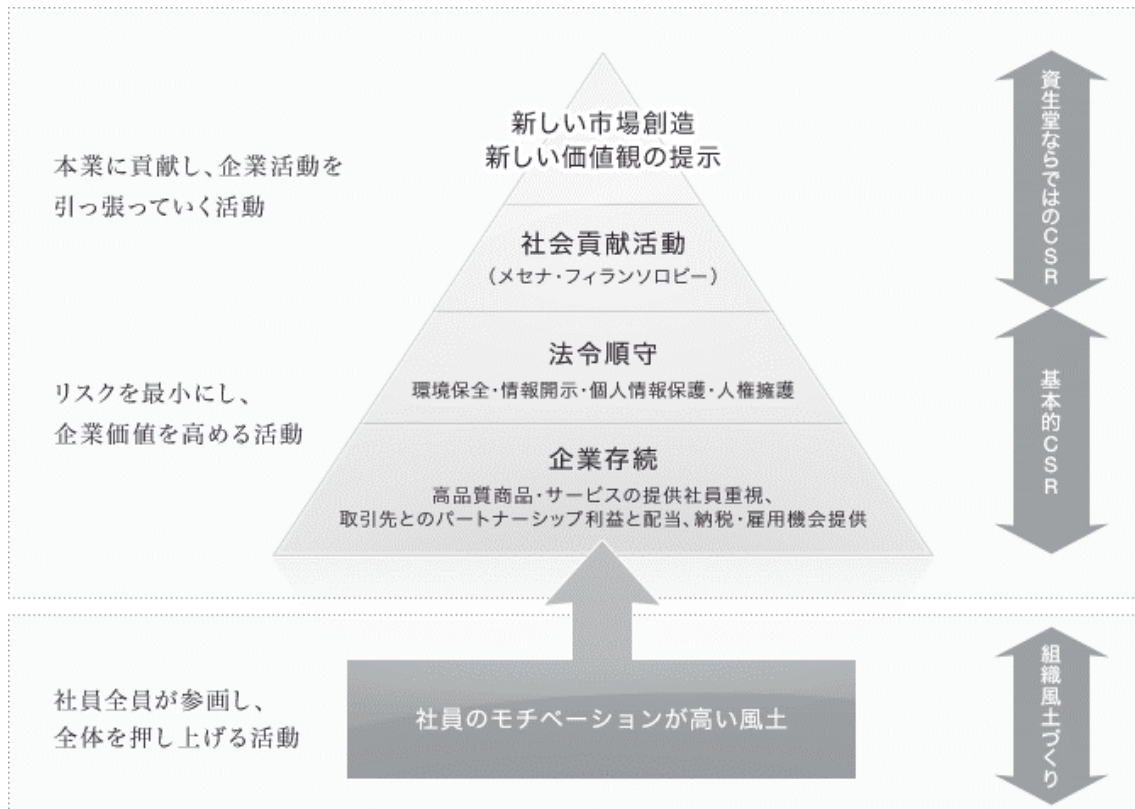 新しい市場創造
新しい価値観の提示
本業に貢献し、企業活動を
引っ張っていく活動
社会貢献活動
（メセナ・フィランソロピー）
資生堂ならではのCSR
法令順守
環境保全・情報開示・個人情報保護・人権擁護
リスクを最小にし、
企業価値を高める活動
企業存続
高品質商品・サービスの提供社員重視、
取引先とのパートナーシップ利益と配当、納税・雇用機会提供
基本的CSR
社員全員が参画し、
全体を押し上げる活動
社員のモチベーションが高い風土
組織風土づくり